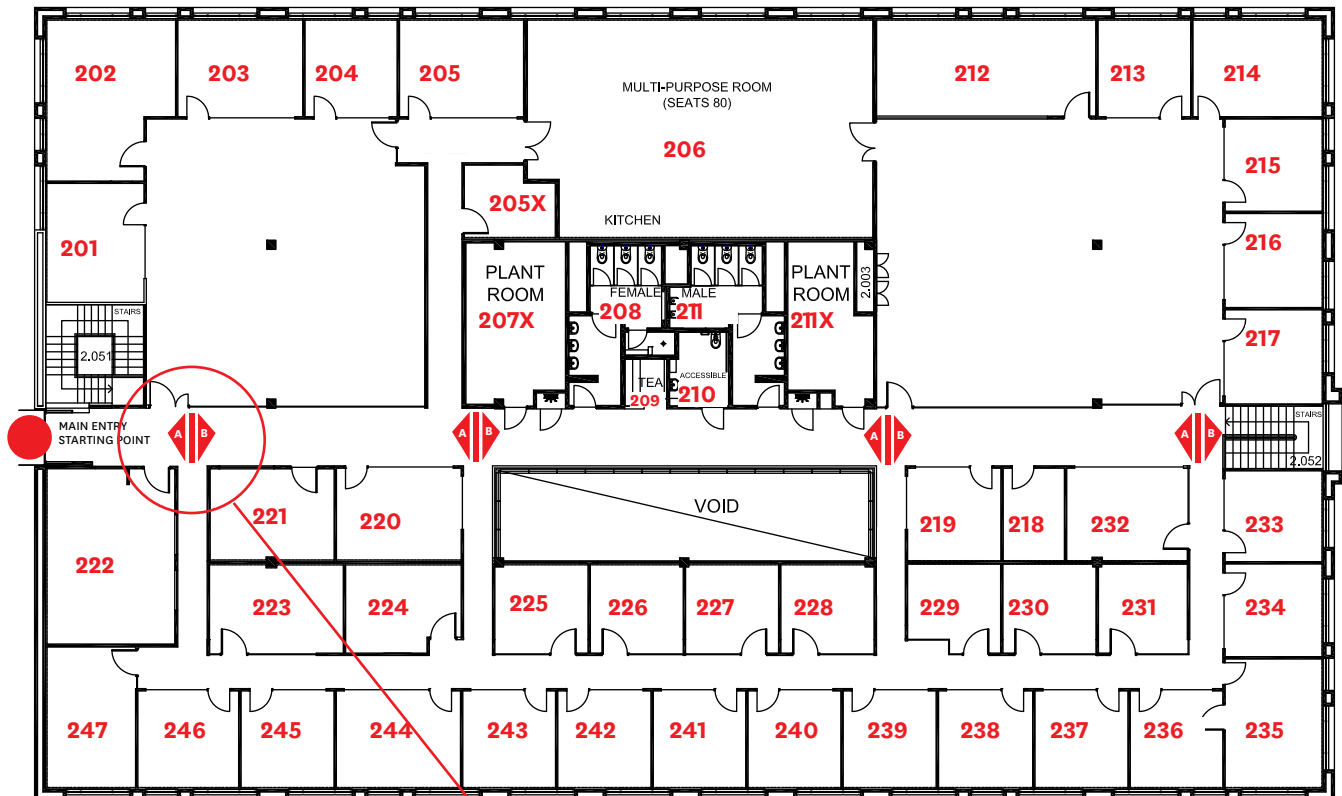 202
203
204
205
MULTI-PURPOSE ROOM
(SEATS 80)
206
212
213
214
215
201
205X
KITCHEN
216
PLANT
ROOM
207X
FEMALE
208
MALE
211
PLANT
ROOM
211X
2.003
217
STAIRS
2.051
TEA
209
ACCESSIBLE
210
MAIN ENTRY
STARTING POINT
A B
A B
A B
A B
STAIRS
2.052
221
220
VOID
219
218
232
233
222
223
224
225
226
227
228
229
230
231
234
247
246
245
244
243
242
241
240
239
238
237
236
235